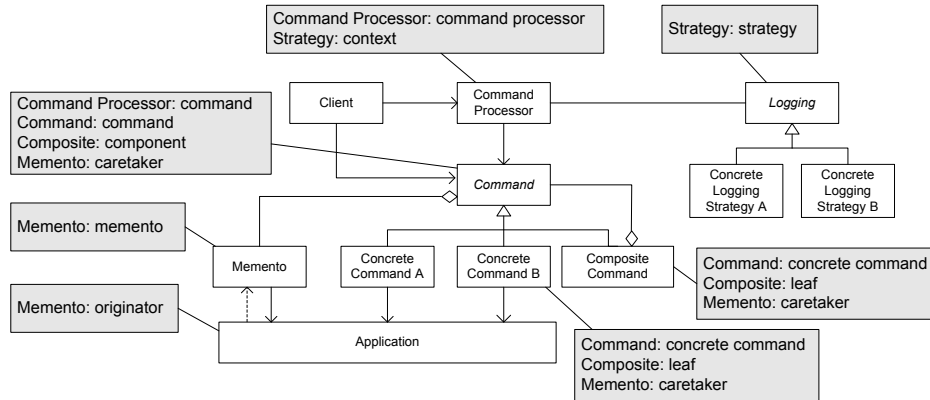 Command Processor: command processor
Strategy: context
Strategy: strategy
Client
Command
Processor
Logging
Command Processor: command
Command: command
Composite: component
Memento: caretaker
Command
Concrete
Logging
Strategy A
Concrete
Logging
Strategy B
Memento: memento
Memento
Concrete
Command A
Concrete
Command B
Composite
Command
Command: concrete command
Composite: leaf
Memento: caretaker
Memento: originator
Application
Command: concrete command
Composite: leaf
Memento: caretaker